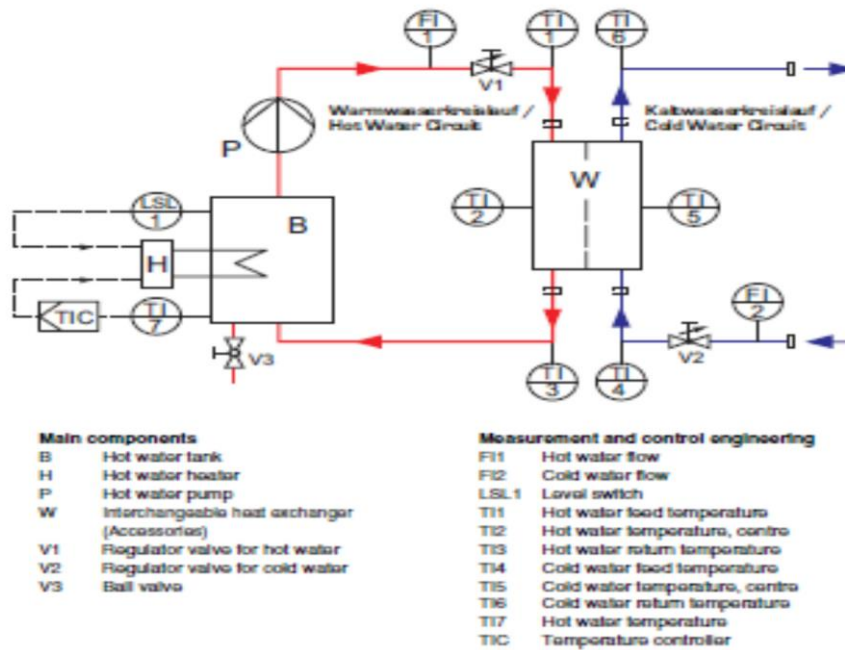 FI 1
TI 1
TI 6
V1
Warmwasserkreislauf /
Hot Water Circuit
Kaltwasserkreislauf /
Cold Water Circuit
P
W
LSL 1
B
TI 2
TI 5
H
FI 2
TIC
TI 7
V3
V2
TI 3
TI 4
Main components
B Hot water tank
H Hot water heater
P Hot water pump
W Interchangeable heat exchanger
(Accessories)
V1 Regulator valve for hot water
V2 Regulator valve for cold water
V3 Ball valve
Measurement and control engineering
FI1 Hot water flow
FI2 Cold water flow
LSL1 Level switch
TI1 Hot water feed temperature
TI2 Hot water temperature, centre
TI3 Hot water return temperature
TI4 Cold water feed temperature
TI5 Cold water temperature, centre
TI6 Cold water return temperature
TI7 Hot water temperature
TIC Temperature controller